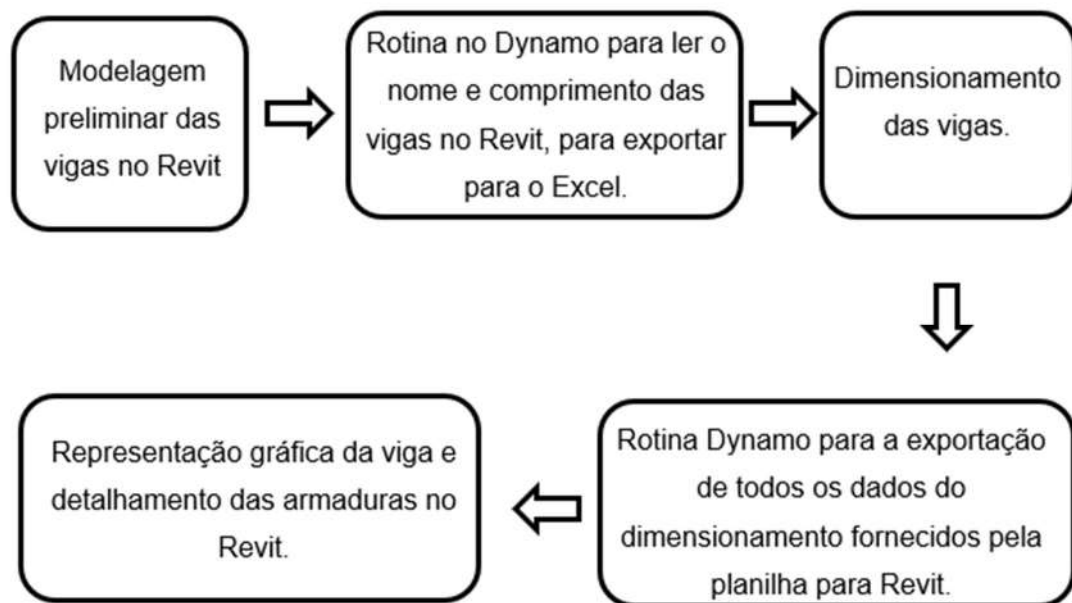 Modelagem
preliminar das
vigas no Revit
Rotina no Dynamo para ler o
nome e comprimento das
vigas no Revit, para exportar
para o Excel.
Dimensionamento
das vigas.
Rotina Dynamo para a exportação
de todos os dados do
dimensionamento fornecidos pela
planilha para Revit.
Representação gráfica da viga e
detalhamento das armaduras no
Revit.